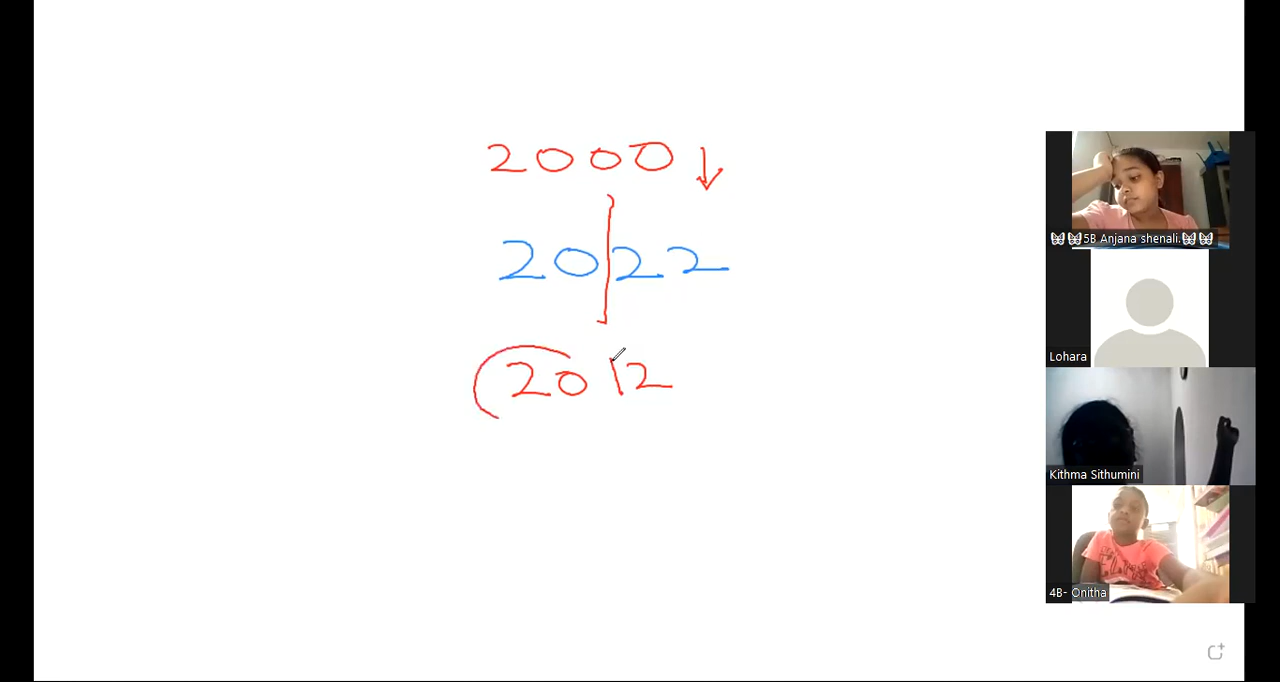 2000 ↓
2022
2012
🦋🦋5B Anjana shenali.🦋🦋
Lohara
Kithma Sithumini
4B- Onitha